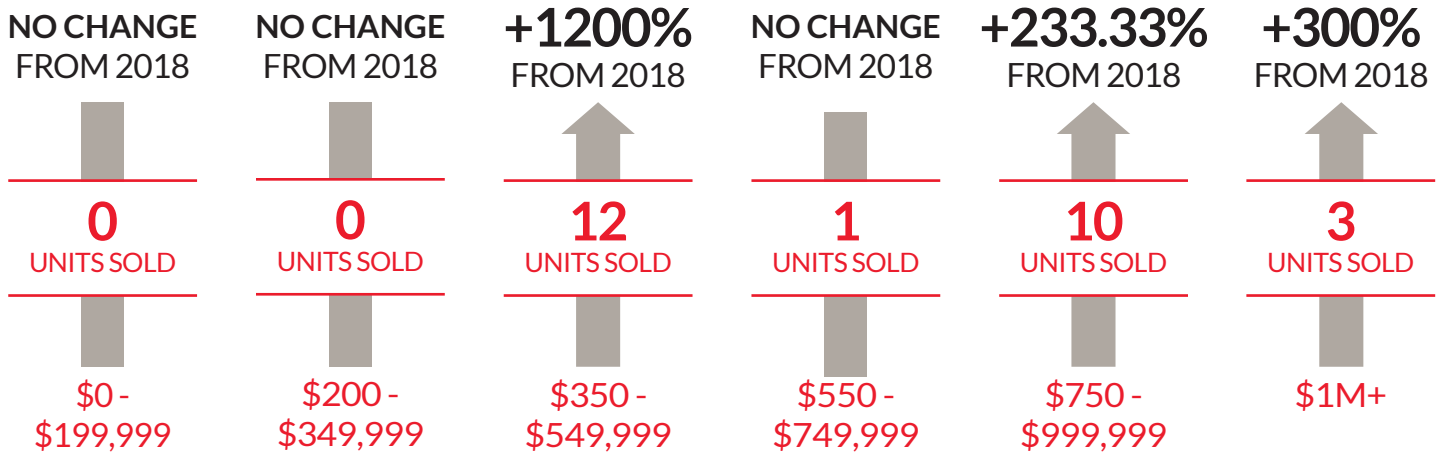 NO CHANGE
FROM 2018
0
UNITS SOLD
$0 -
$199,999
NO CHANGE
FROM 2018
0
UNITS SOLD
$200 -
$349,999
+1200%
FROM 2018
12
UNITS SOLD
$350 -
$549,999
NO CHANGE
FROM 2018
1
UNITS SOLD
$550 -
$749,999
+233.33%
FROM 2018
10
UNITS SOLD
$750 -
$999,999
+300%
FROM 2018
3
UNITS SOLD
$1M+